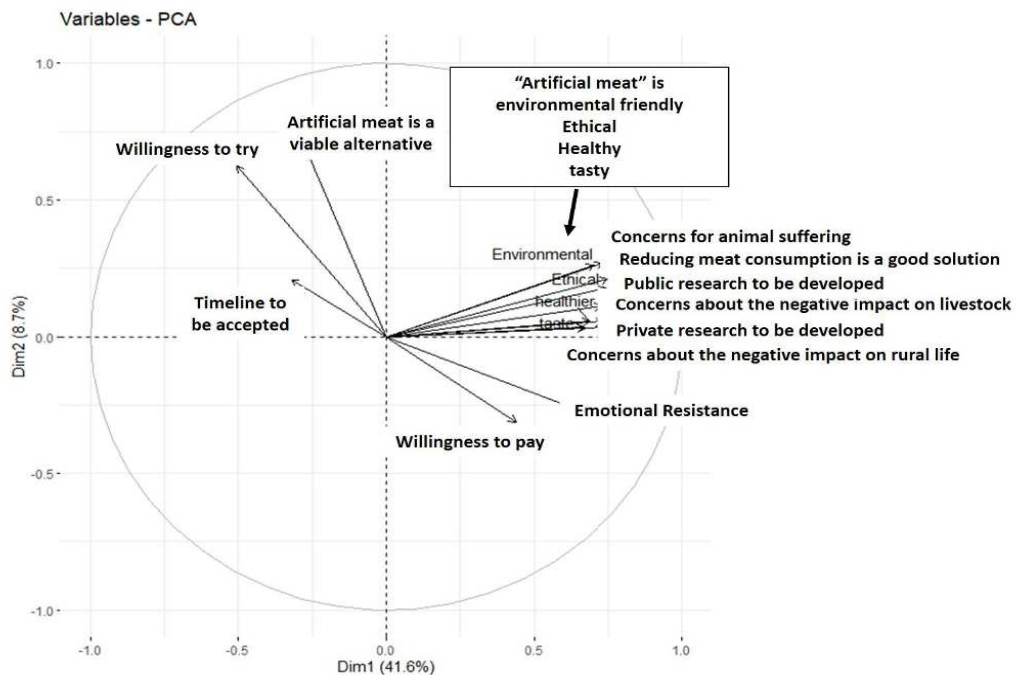 Variables - PCA
1.0
0.5
0.0
-0.5
-1.0
Dim2 (8.7%)
“Artificial meat” is
environmental friendly
Ethical
Healthy
tasty
Artificial meat is a
viable alternative
Willingness to try
Environmental
Ethical
healthier
taste
Concerns for animal suffering
Reducing meat consumption is a good solution
Public research to be developed
Concerns about the negative impact on livestock
Private research to be developed
Concerns about the negative impact on rural life
Timeline to
be accepted
Emotional Resistance
Willingness to pay
-1.0
-0.5
0.0
0.5
1.0
Dim1 (41.6%)